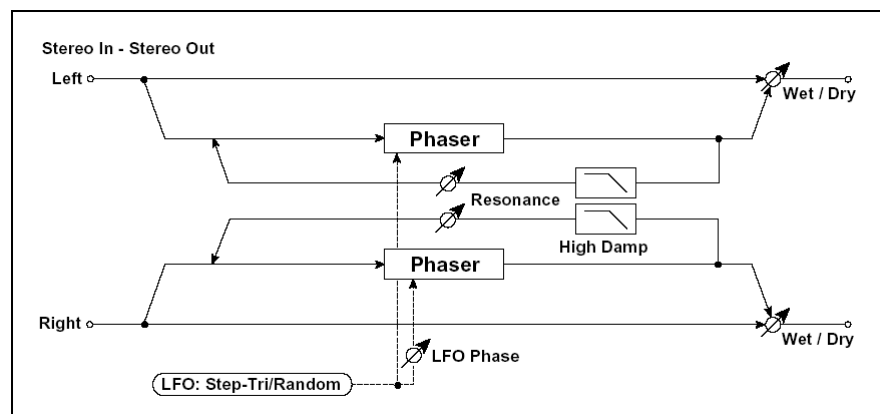 Stereo In - Stereo Out
Left
Wet / Dry
Phaser
Resonance
High Damp
Phaser
Right
Wet / Dry
LFO Phase
LFO: Step-Tri/Random